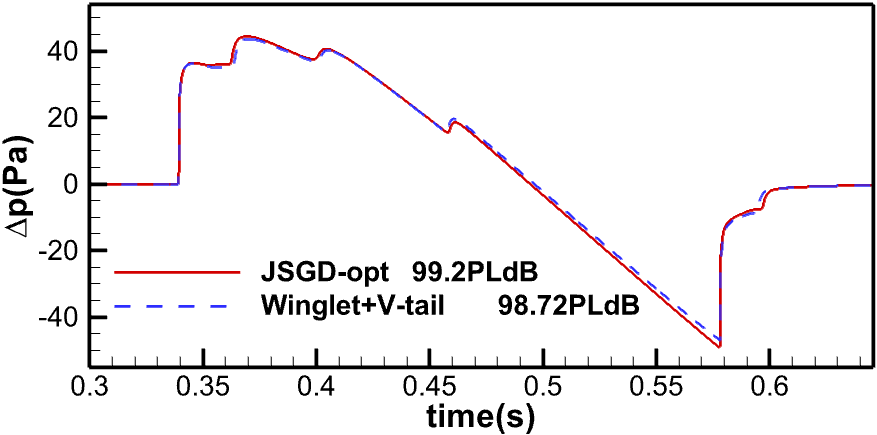 40
20
0
-20
-40
Δp(Pa)
JSGD-opt 99.2PLdB
Winglet+V-tail 98.72PLdB
0.3 0.35 0.4 0.45 0.5 0.55 0.6
time(s)